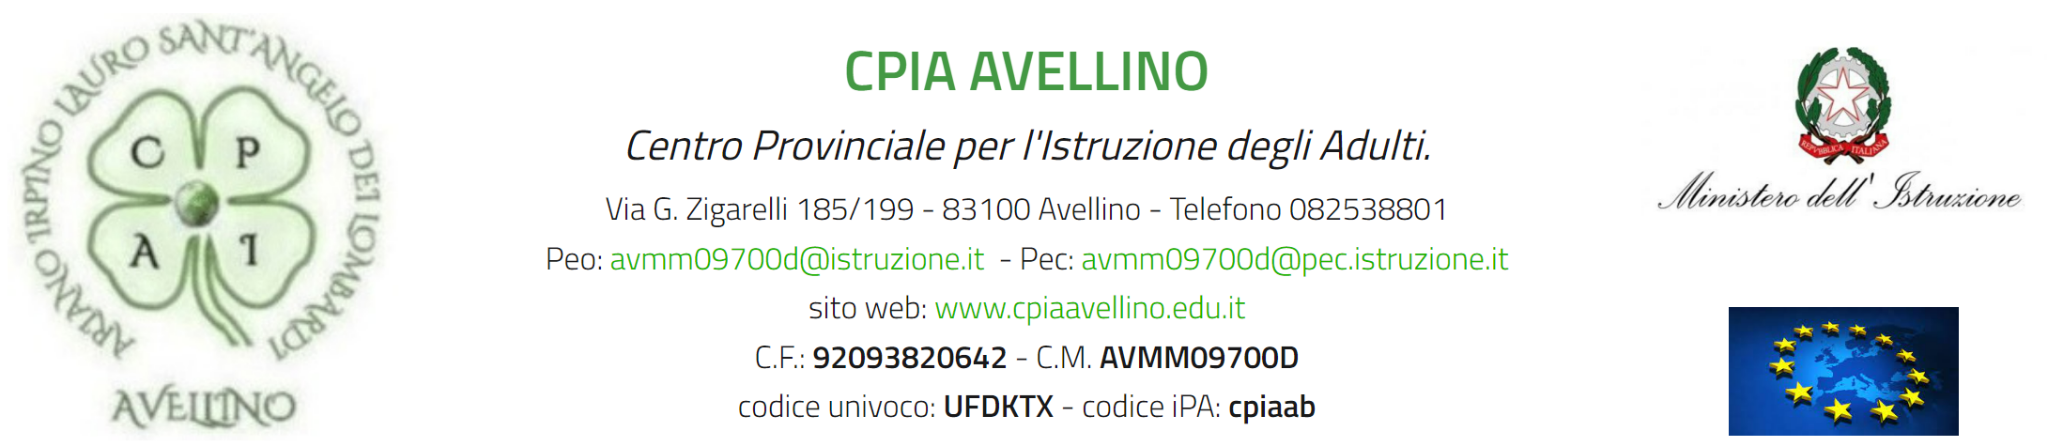 ARIANO IRPINO LAURO SANT'ANGELO DEI LOMBARDI
C P
A I
AVELLINO
CPIA AVELLINO
Centro Provinciale per l'Istruzione degli Adulti.
Via G. Zigarelli 185/199 - 83100 Avellino - Telefono 082538801
Peo: avmm09700d@istruzione.it - Pec: avmm09700d@pec.istruzione.it
sito web: www.cpiaavellino.edu.it
C.F.: 92093820642 - C.M. AVMM09700D
codice univoco: UFDKTX - codice iPA: cpiaab
REPVBBLICA ITALIANA
Ministero dell' Istruzione